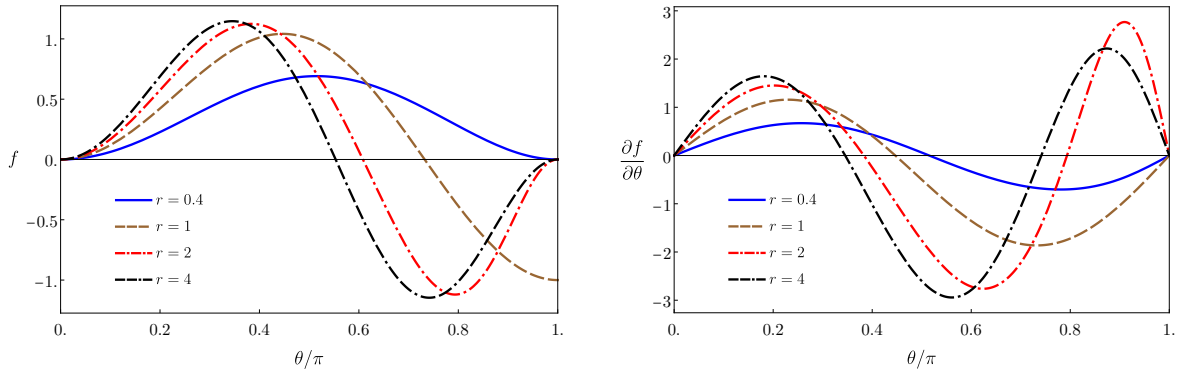 1.
0.5
0.
−0.5
−1.
f
r = 0.4
r = 1
r = 2
r = 4
0. 0.2 0.4 0.6 0.8 1.
θ/π
3
2
1
0
−1
−2
−3
∂f
∂θ
r = 0.4
r = 1
r = 2
r = 4
0. 0.2 0.4 0.6 0.8 1.
θ/π